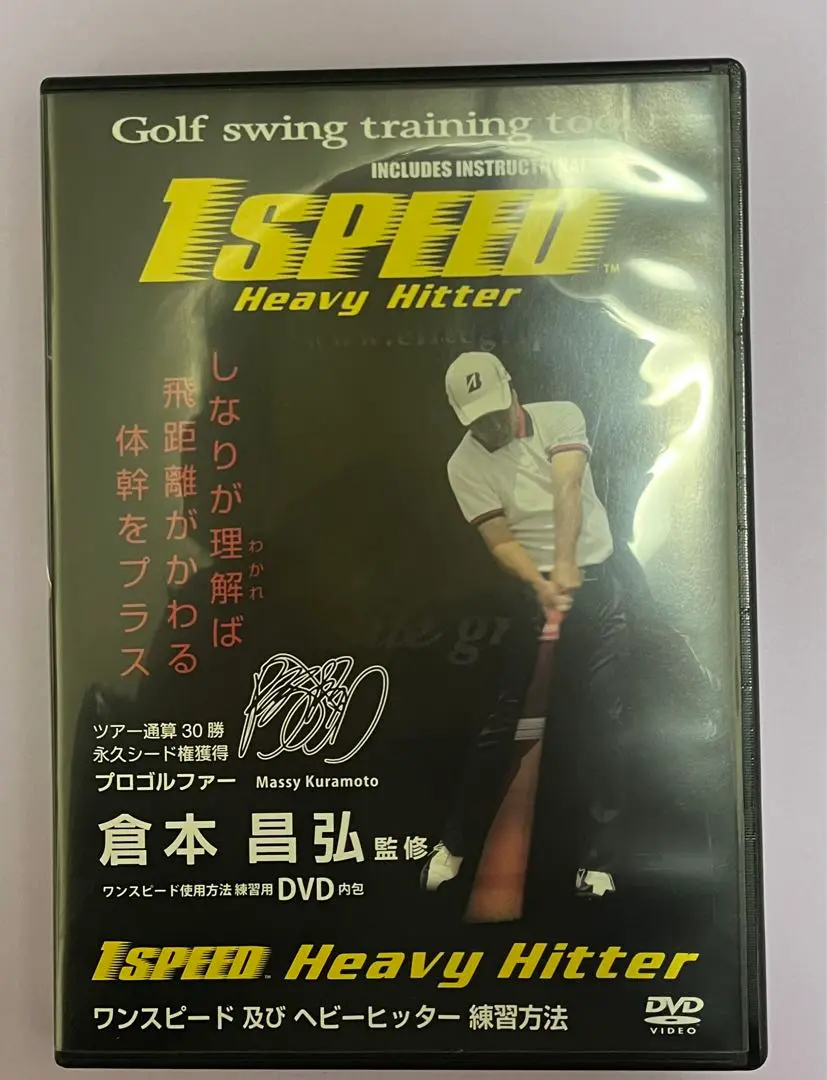 Golf swing training
INCLUDES
1SPEED™
Heavy Hitter
しなりが理解ば
わかれ
飛距離がかわる
体幹をプラス
ツアー通算30勝
永久シード権獲得
プロゴルファー
Massy Kuramoto
倉本 昌弘監修
ワンスピード使用方法 練習用DVD内包
1SPEED™ Heavy Hitter
ワンスピード 及び ヘビーヒッター 練習方法
DVD
VIDEO